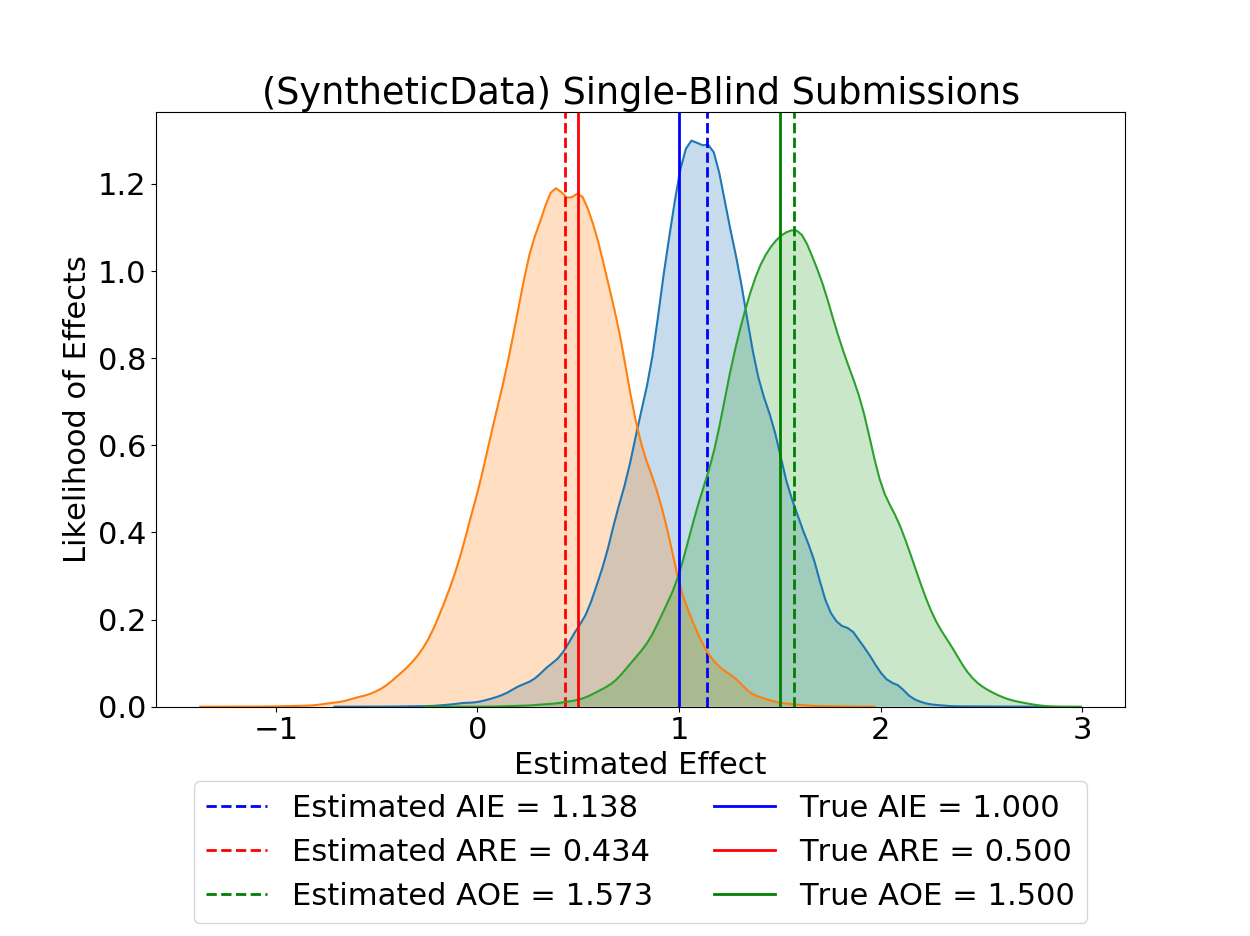 (SyntheticData) Single-Blind Submissions
Likelihood of Effects
1.2
1.0
0.8
0.6
0.4
0.2
0.0
−1 0 1 2 3
Estimated Effect
Estimated AIE = 1.138 True AIE = 1.000
Estimated ARE = 0.434 True ARE = 0.500
Estimated AOE = 1.573 True AOE = 1.500